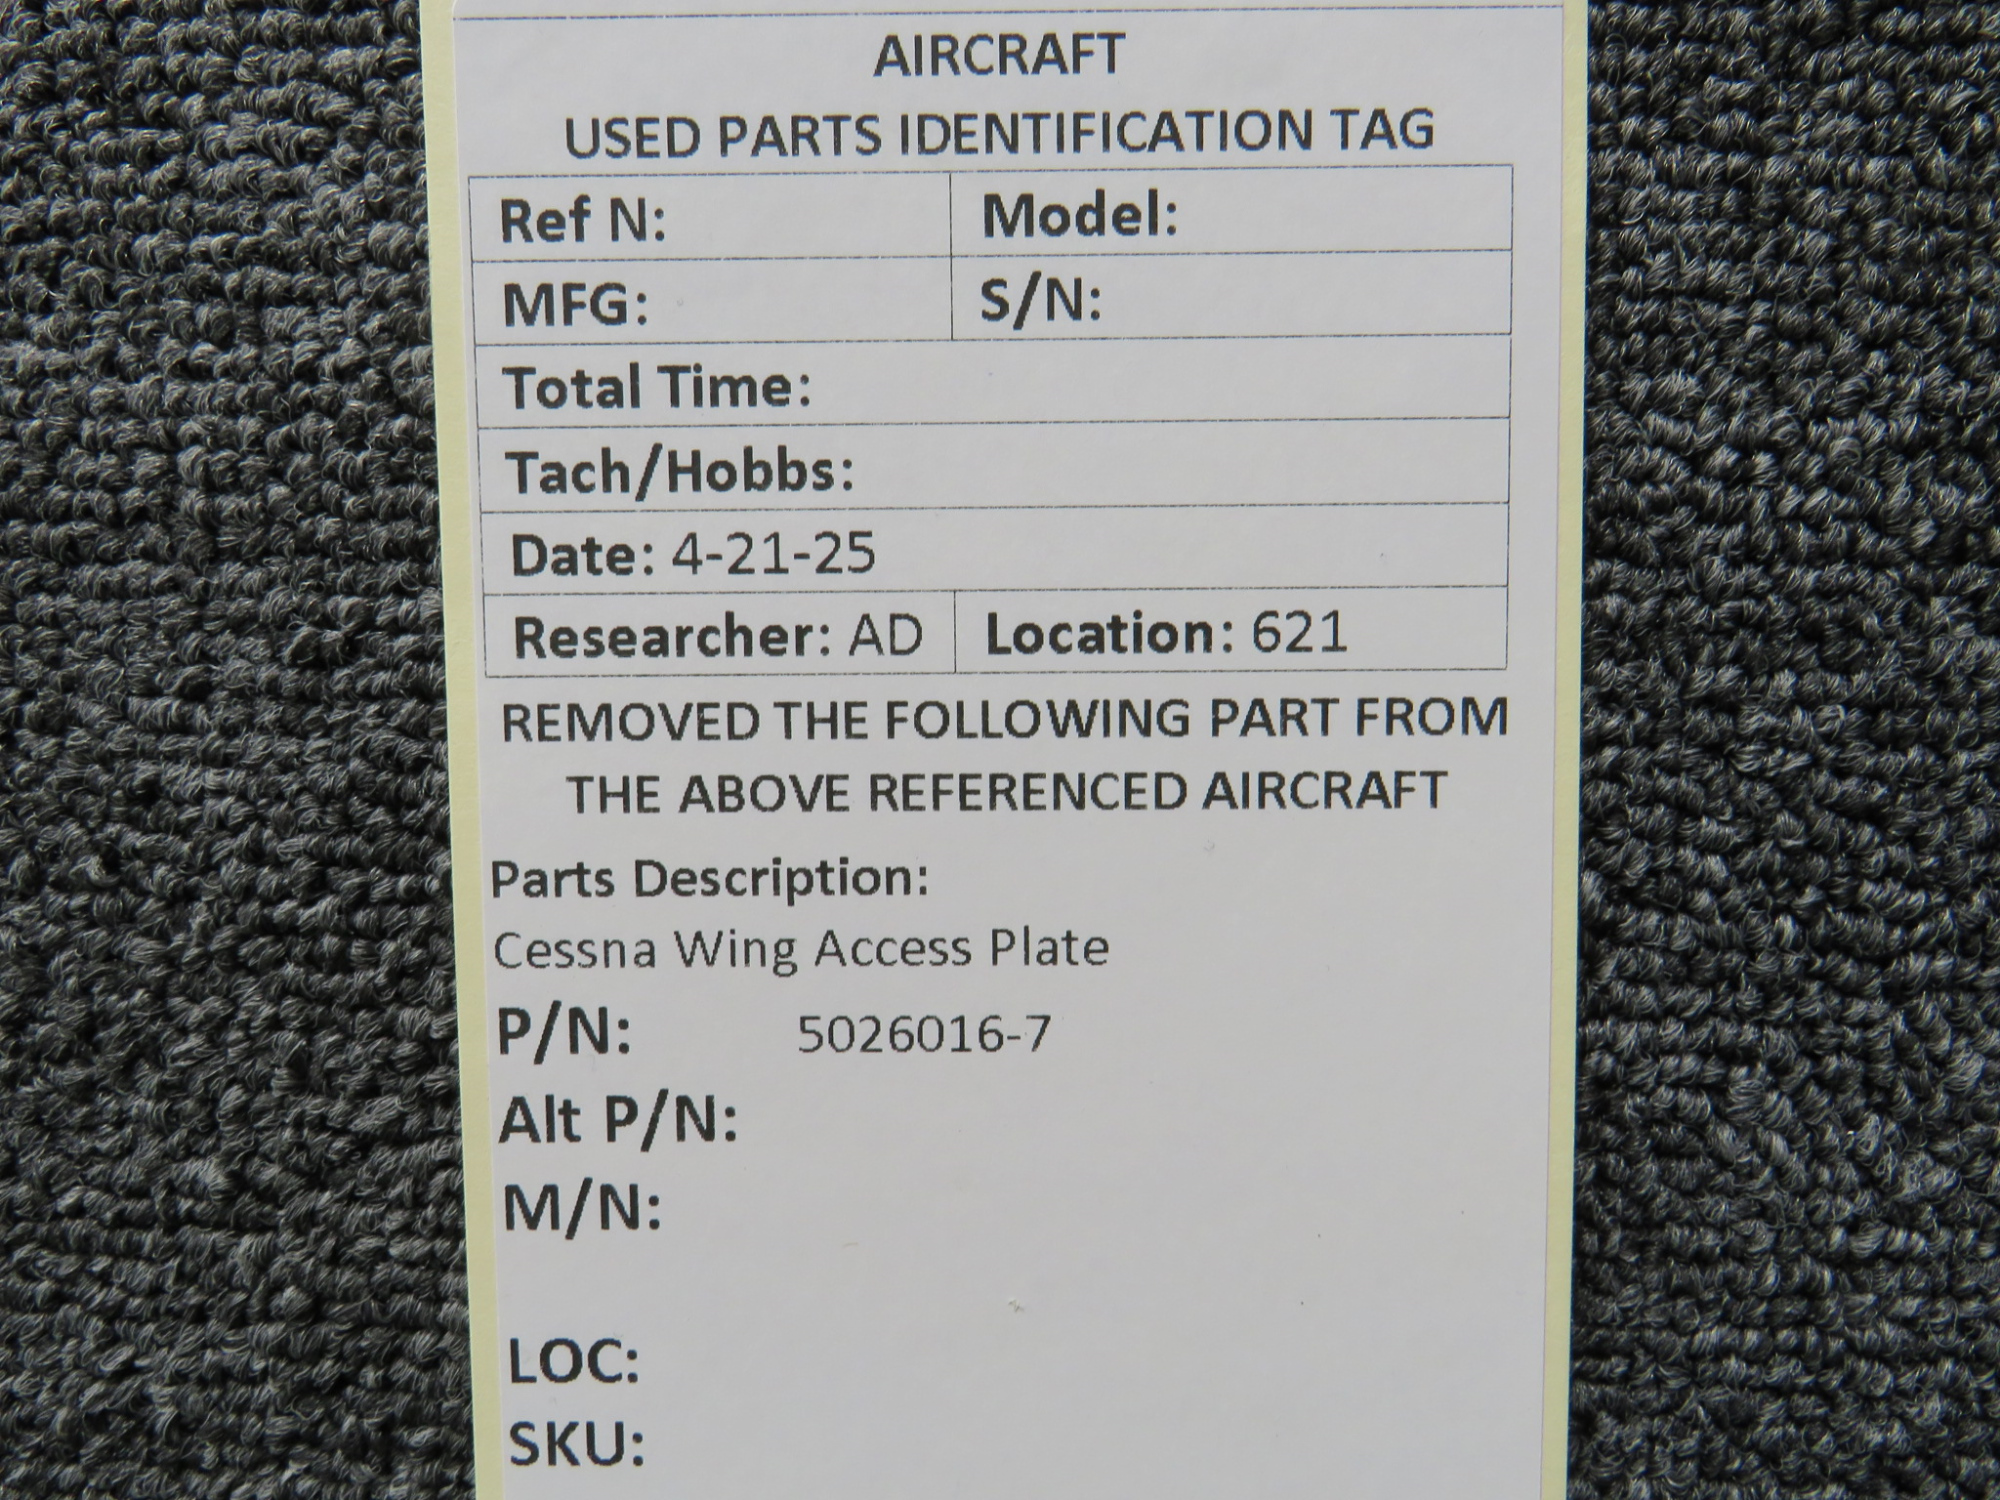 AIRCRAFT
USED PARTS IDENTIFICATION TAG
Ref N: Model:
MFG: S/N:
Total Time:
Tach/Hobbs:
Date: 4-21-25
Researcher: AD Location: 621
REMOVED THE FOLLOWING PART FROM
THE ABOVE REFERENCED AIRCRAFT
Parts Description:
Cessna Wing Access Plate
P/N: 5026016-7
Alt P/N:
M/N:
LOC:
SKU: